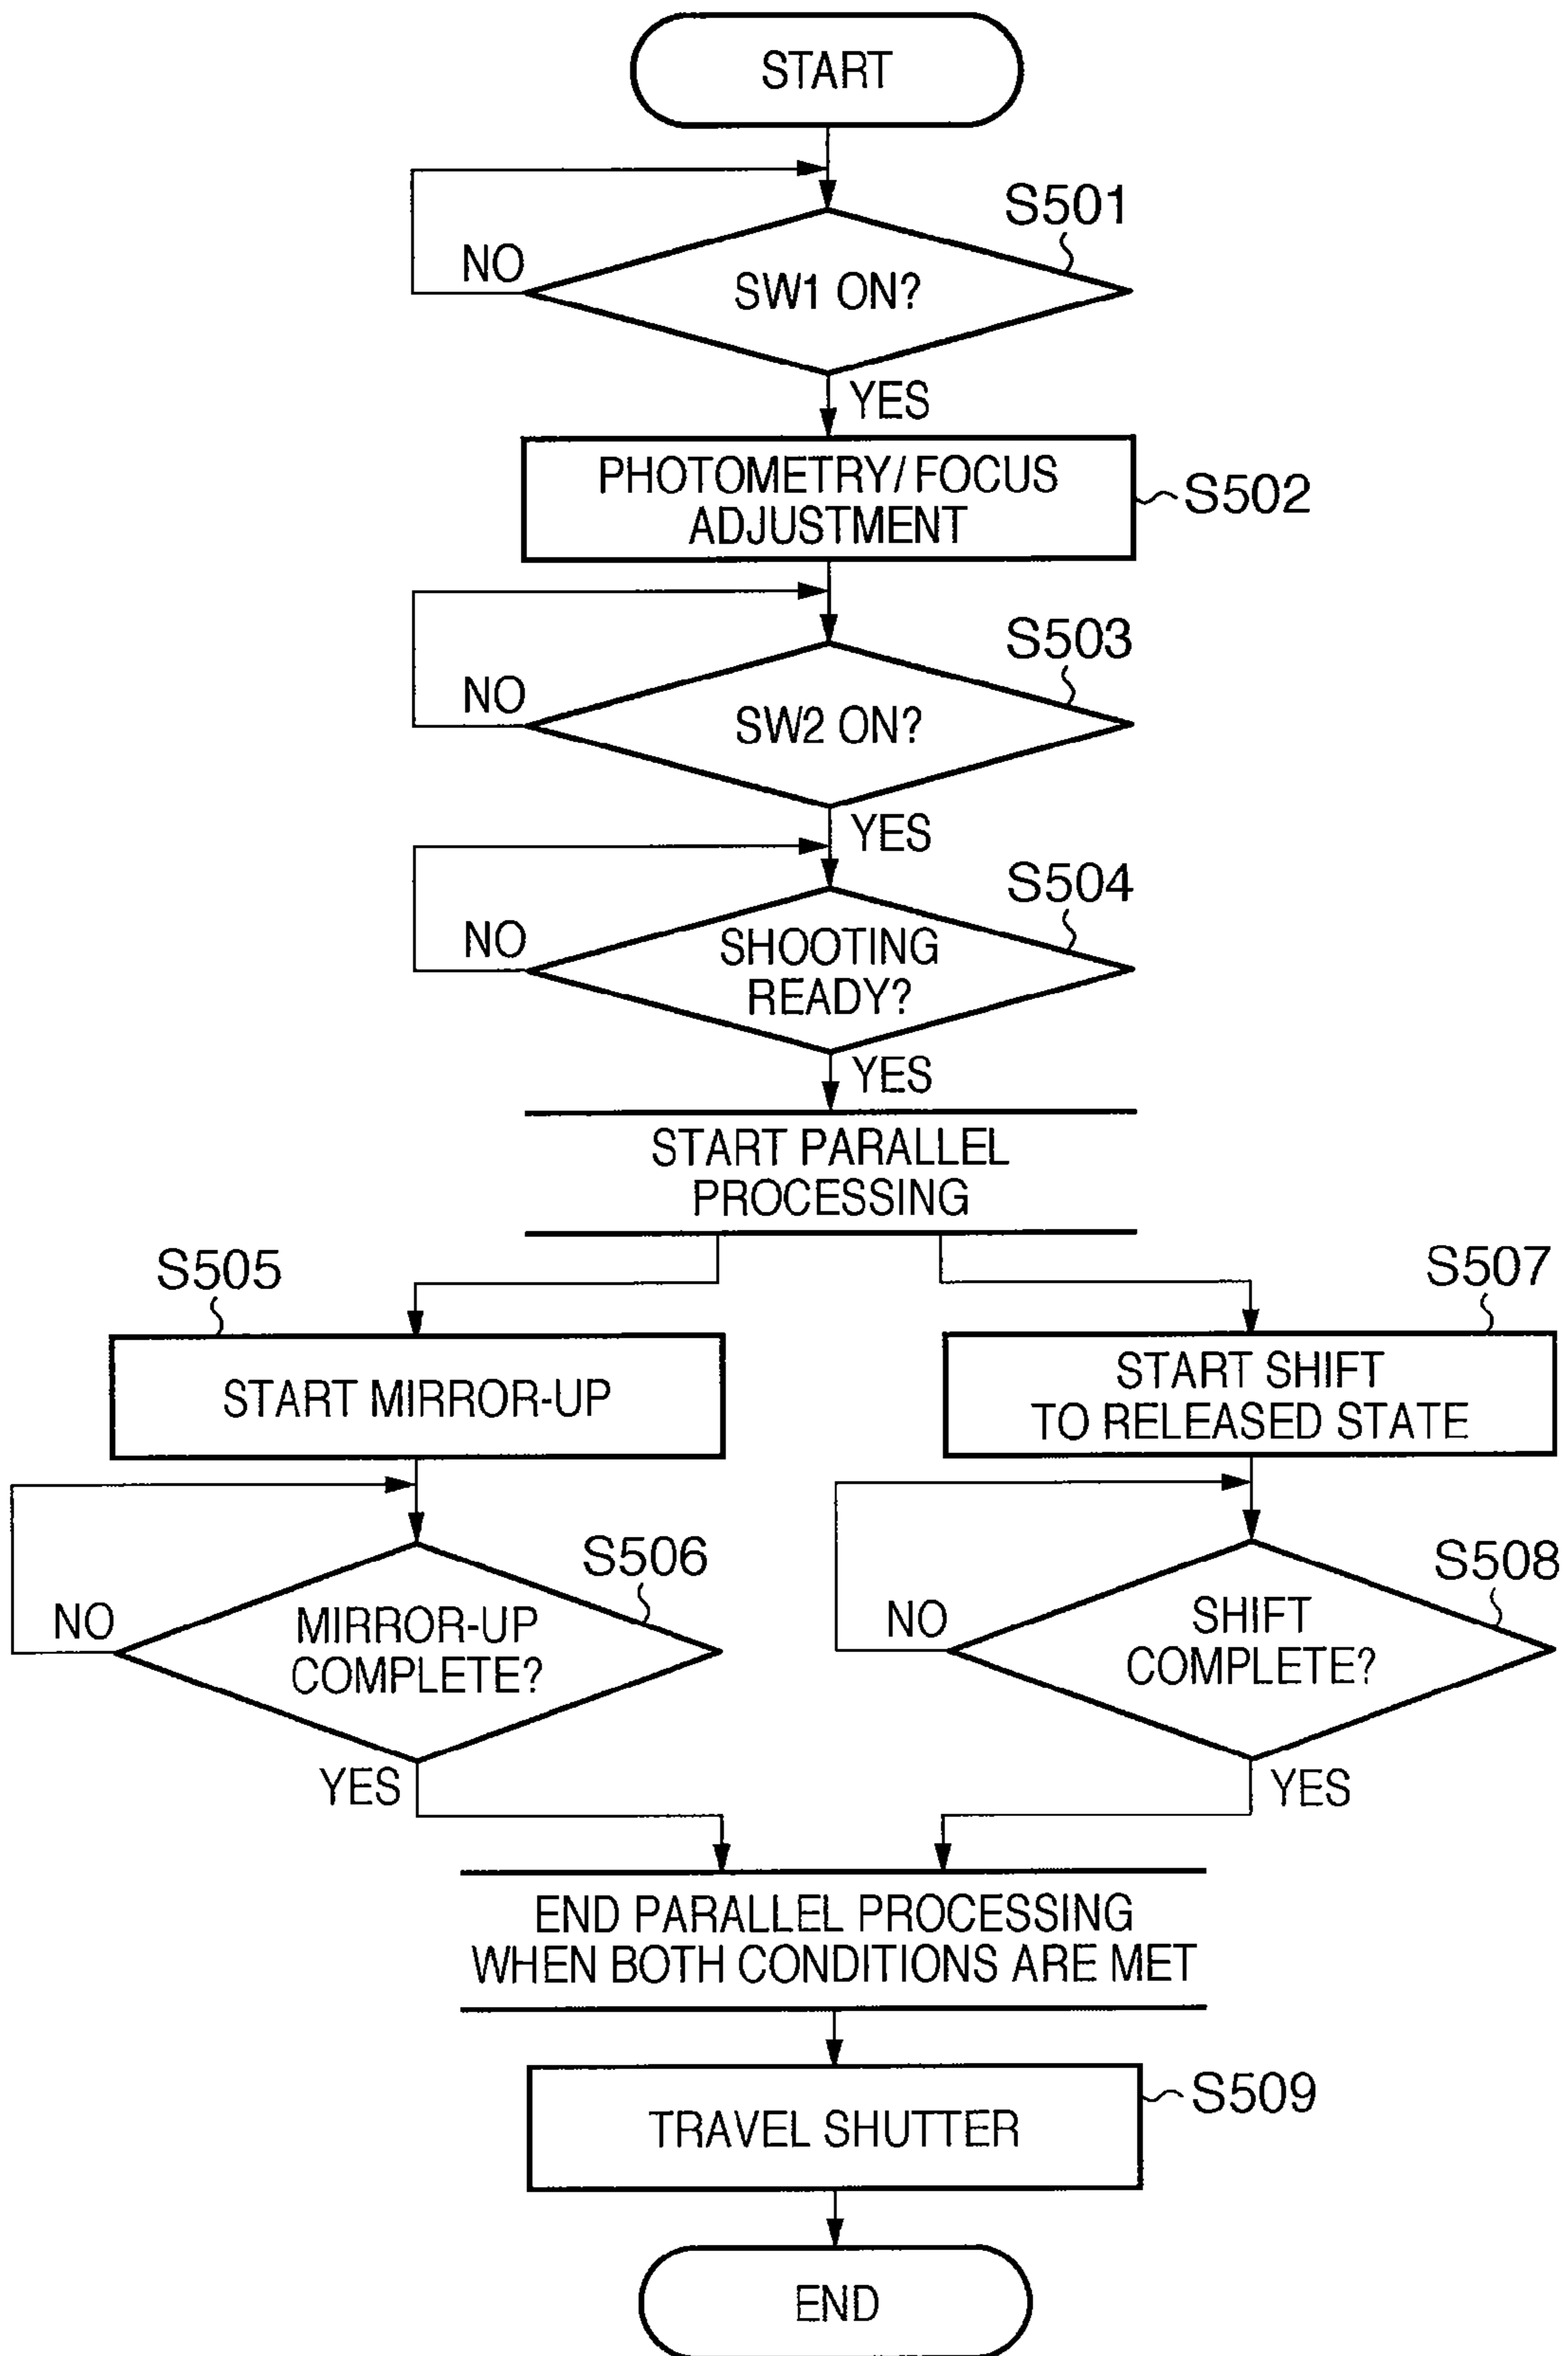 START
S501
NO
SW1 ON?
YES
PHOTOMETRY/FOCUS
ADJUSTMENT
S502
S503
NO
SW2 ON?
YES
S504
NO
SHOOTING
READY?
YES
START PARALLEL
PROCESSING
S505
S507
START MIRROR-UP
START SHIFT
TO RELEASED STATE
S506
S508
NO
MIRROR-UP
COMPLETE?
NO
SHIFT
COMPLETE?
YES
YES
END PARALLEL PROCESSING
WHEN BOTH CONDITIONS ARE MET
S509
TRAVEL SHUTTER
END